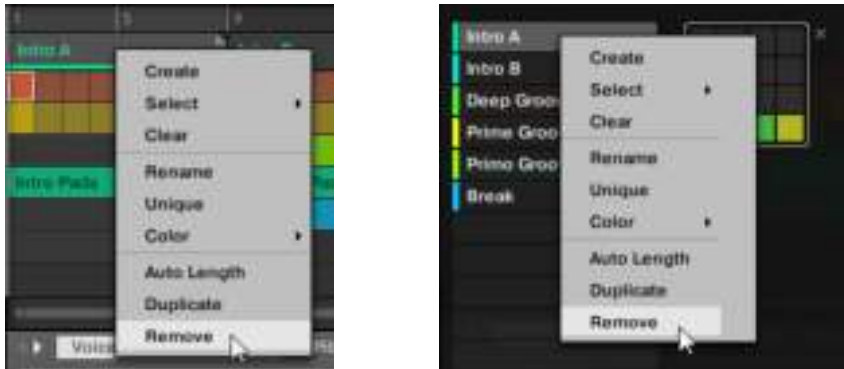 Intro A
Create
Select
Clear
Rename
Unique
Color
Auto Length
Duplicate
Remove
Intro Pads
Intro A
Intro B
Deep Groo
Prime Groo
Primo Groo
Break
Create
Select
Clear
Rename
Unique
Color
Auto Length
Duplicate
Remove